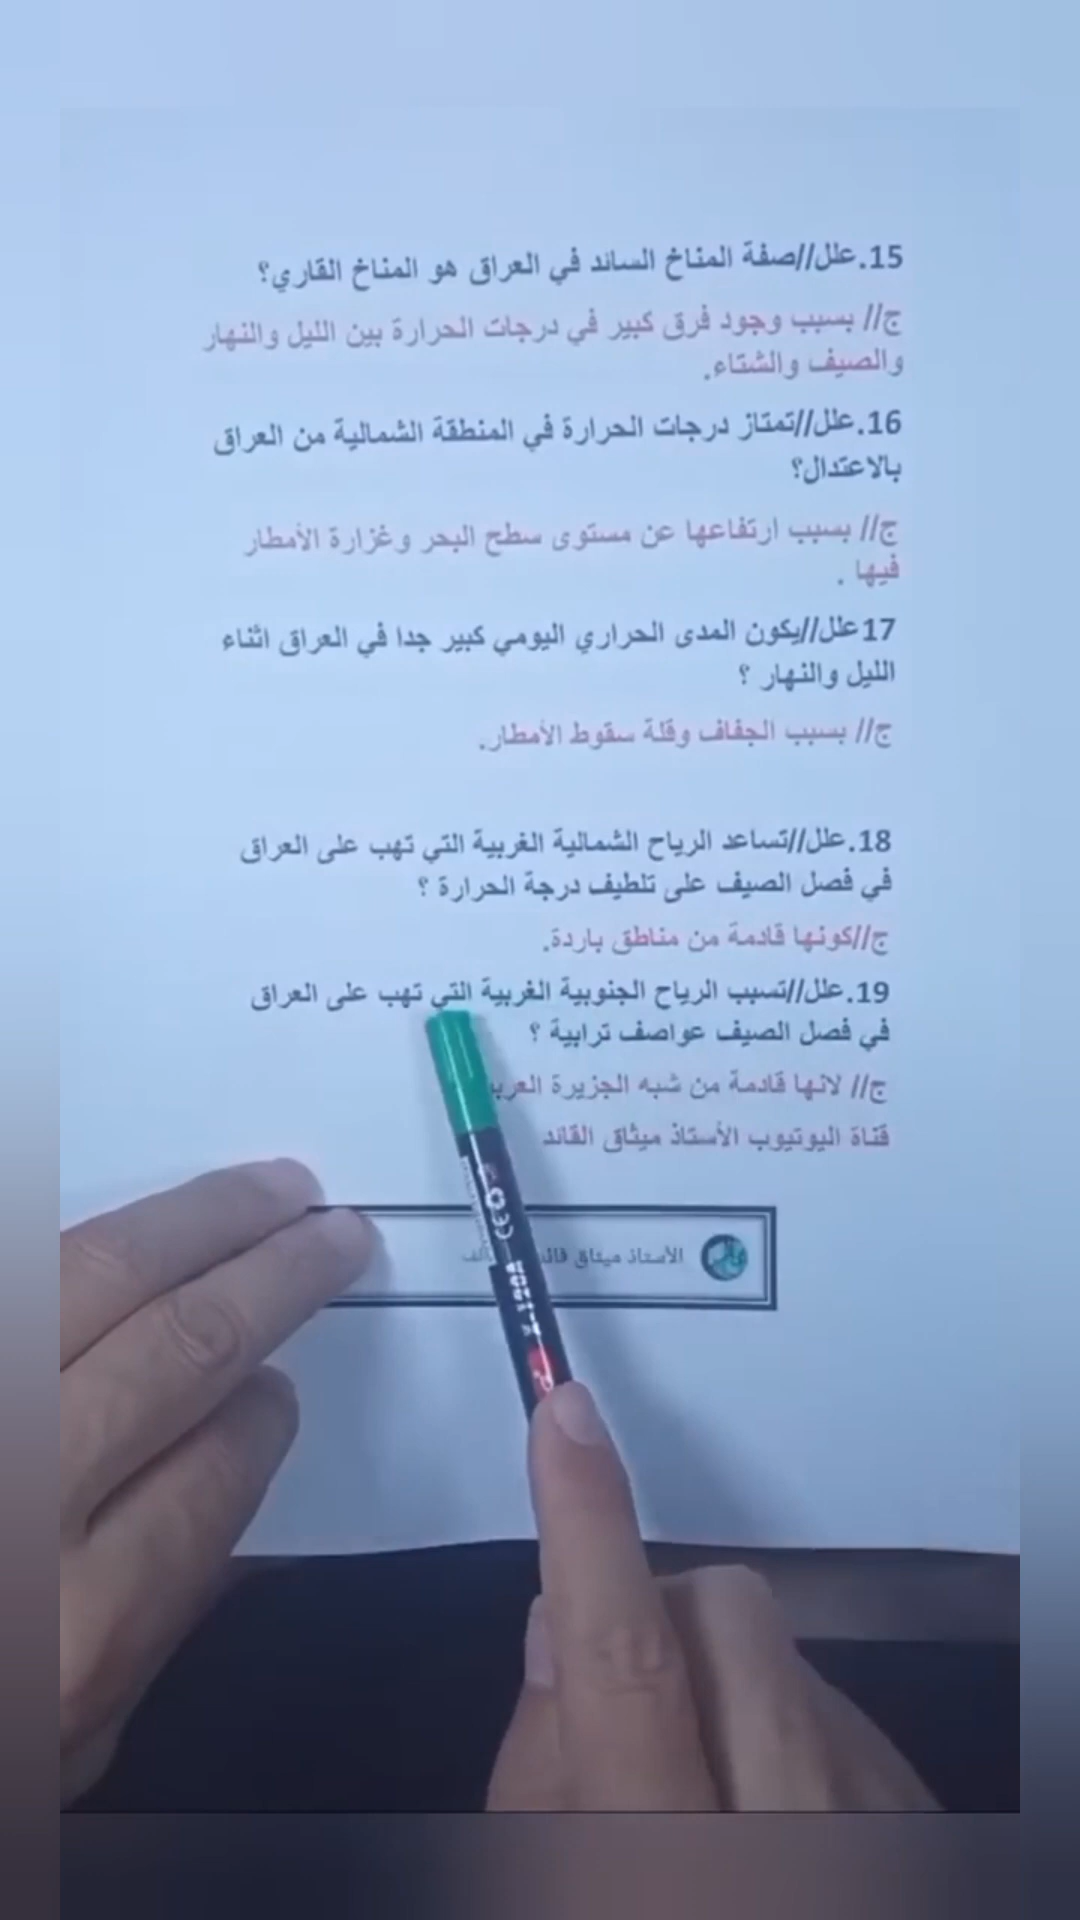 15.علل//صفة المناخ السائد في العراق هو المناخ القاري؟
ج// بسبب وجود فرق كبير في درجات الحرارة بين الليل والنهار
والصيف والشتاء.
16.علل//تمتاز درجات الحرارة في المنطقة الشمالية من العراق
بالاعتدال؟
ج// بسبب ارتفاعها عن مستوى سطح البحر وغزارة الأمطار
فيها .
17علل//يكون المدى الحراري اليومي كبير جدا في العراق اثناء
الليل والنهار ؟
ج// بسبب الجفاف وقلة سقوط الأمطار.
18.علل//تساعد الرياح الشمالية الغربية التي تهب على العراق
في فصل الصيف على تلطيف درجة الحرارة ؟
ج//كونها قادمة من مناطق باردة.
19.علل//تسبب الرياح الجنوبية الغربية التي تهب على العراق
في فصل الصيف عواصف ترابية ؟
ج// لانها قادمة من شبه الجزيرة
قناة اليوتيوب الأستاذ ميثاق القائد
الأستاذ ميثاق
CE
X-120A